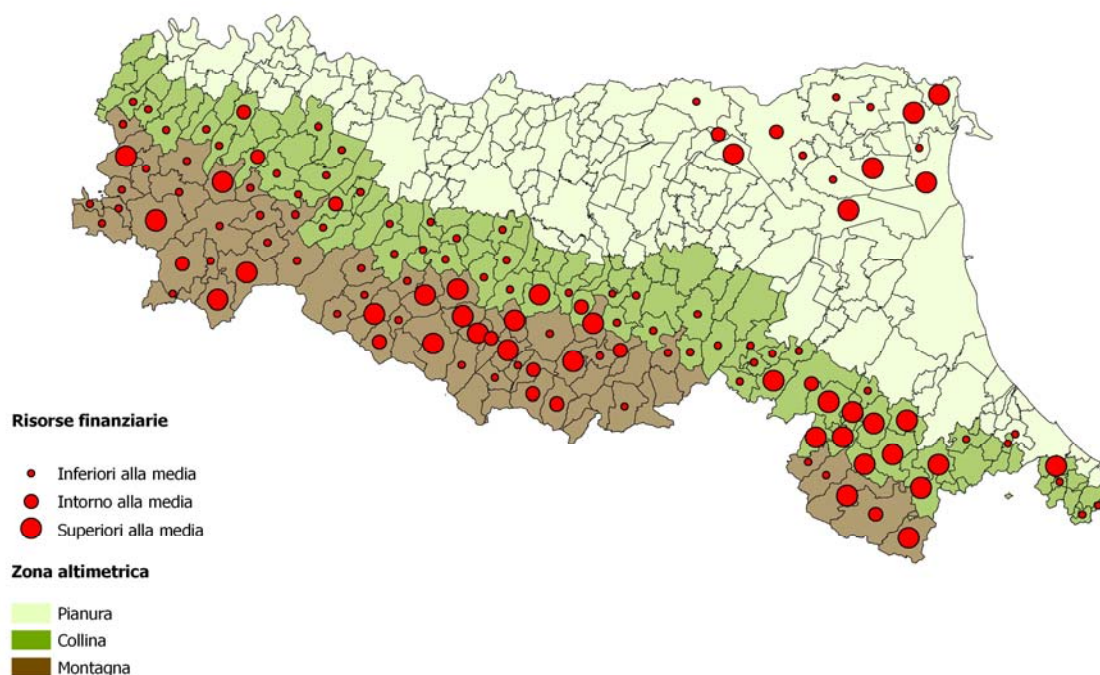 Risorse finanziarie
Inferiori alla media
Intorno alla media
Superiori alla media
Zona altimetrica
Pianura
Collina
Montagna